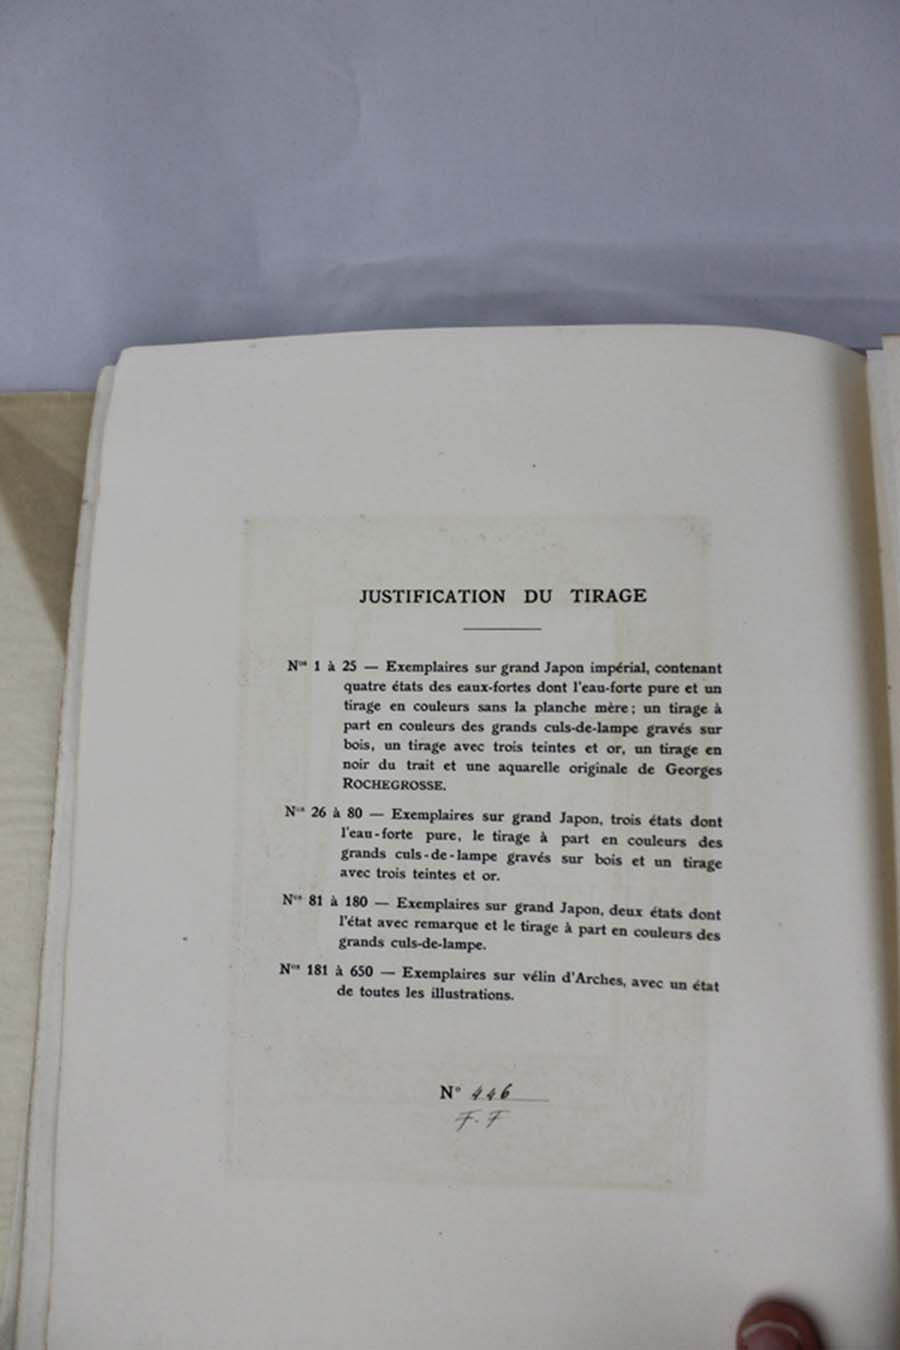 JUSTIFICATION DU TIRAGE
Nos 1 à 25 — Exemplaires sur grand Japon impérial, contenant
quatre états des eaux-fortes dont l'eau-forte pure et un
tirage en couleurs sans la planche mère ; un tirage à
part en couleurs des grands culs-de-lampe gravés sur
bois, un tirage avec trois teintes et or, un tirage en
noir du trait et une aquarelle originale de Georges
ROCHEGROSSE.
Nos 26 à 80 — Exemplaires sur grand Japon, trois états dont
l'eau-forte pure, le tirage à part en couleurs des
grands culs-de-lampe gravés sur bois et un tirage
avec trois teintes et or.
Nos 81 à 180 — Exemplaires sur grand Japon, deux états dont
l'état avec remarque et le tirage à part en couleurs des
grands culs-de-lampe.
Nos 181 à 650 — Exemplaires sur vélin d'Arches, avec un état
de toutes les illustrations.
N° 446
F. F